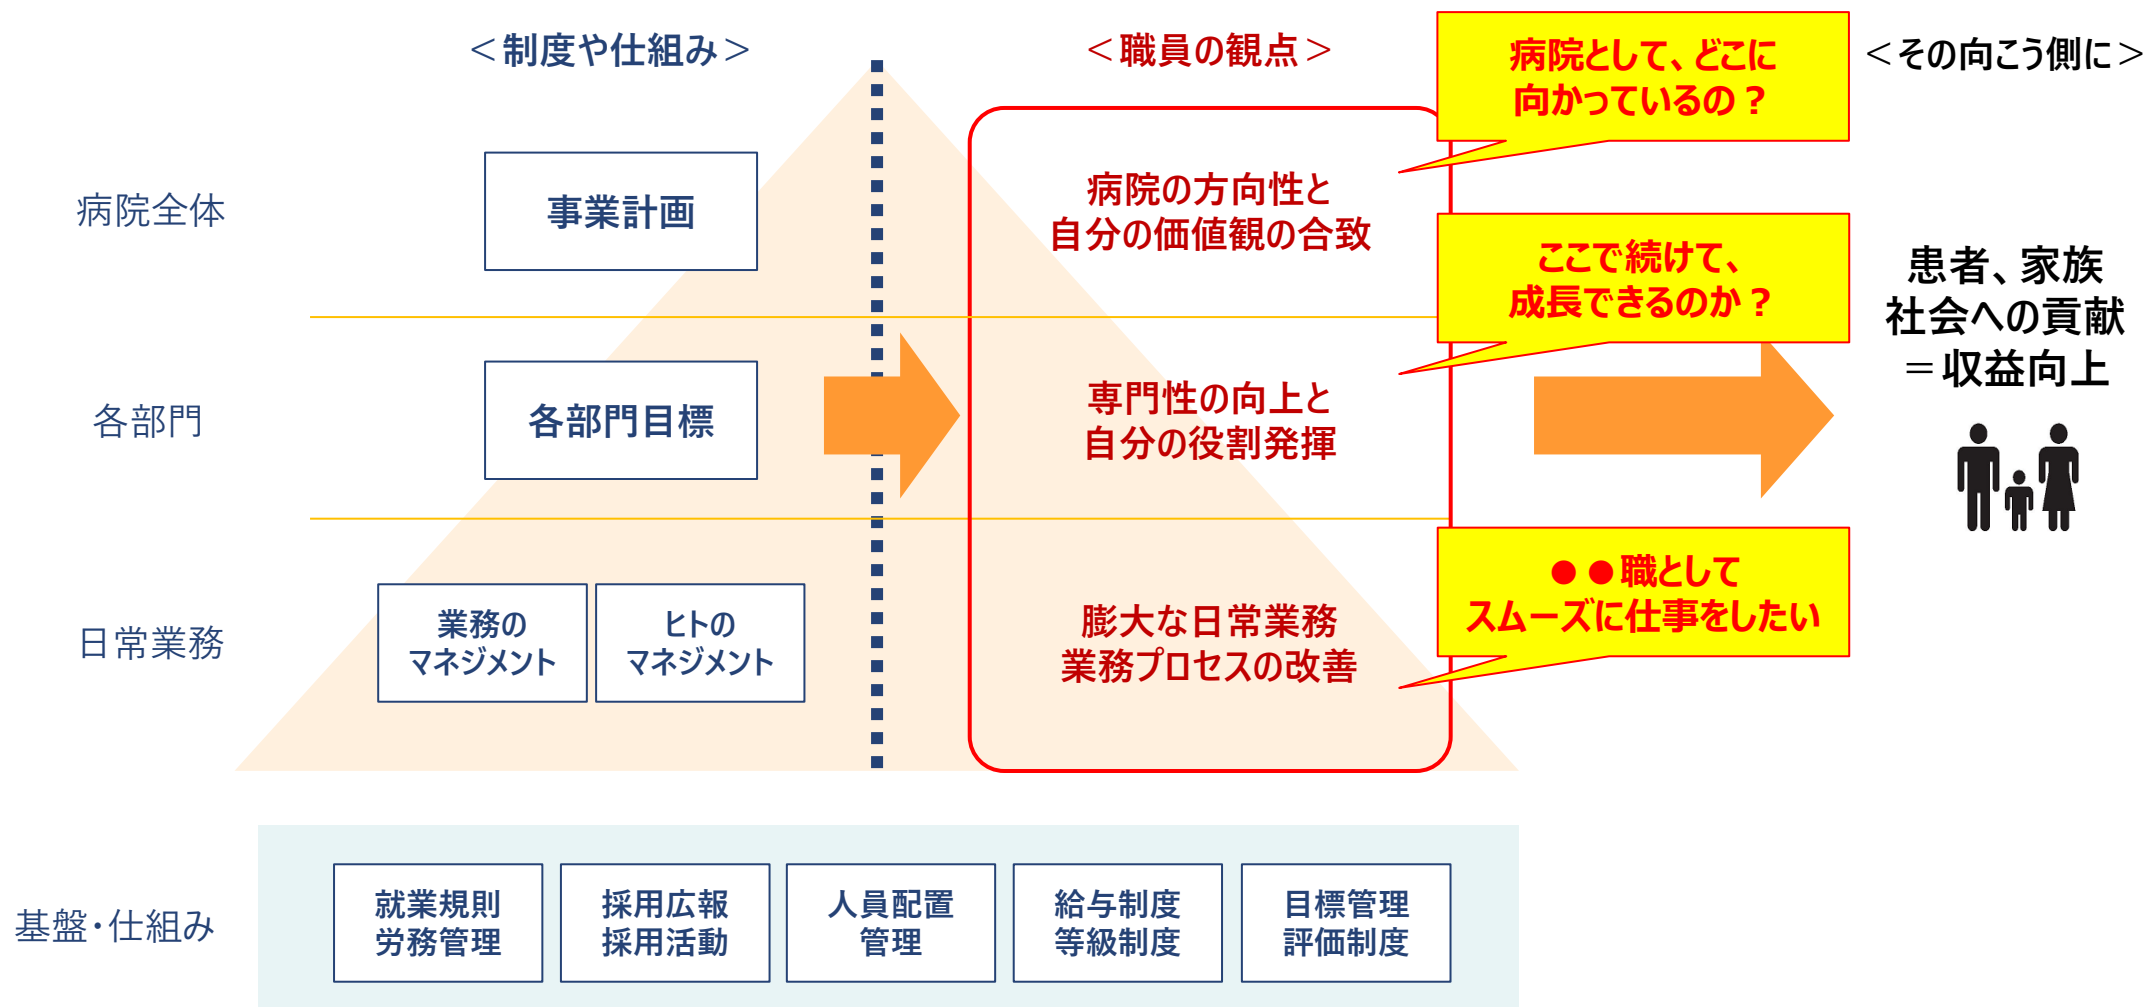 ＜制度や仕組み＞
＜職員の観点＞
病院として、どこに
向かっているの？
＜その向こう側に＞
病院全体
事業計画
病院の方向性と
自分の価値観の合致
ここで続けて、
成長できるのか？
患者、家族
社会への貢献
＝収益向上
各部門
各部門目標
専門性の向上と
自分の役割発揮
日常業務
業務の
マネジメント
ヒトの
マネジメント
膨大な日常業務
業務プロセスの改善
●●職として
スムーズに仕事をしたい
基盤・仕組み
就業規則
労務管理
採用広報
採用活動
人員配置
管理
給与制度
等級制度
目標管理
評価制度